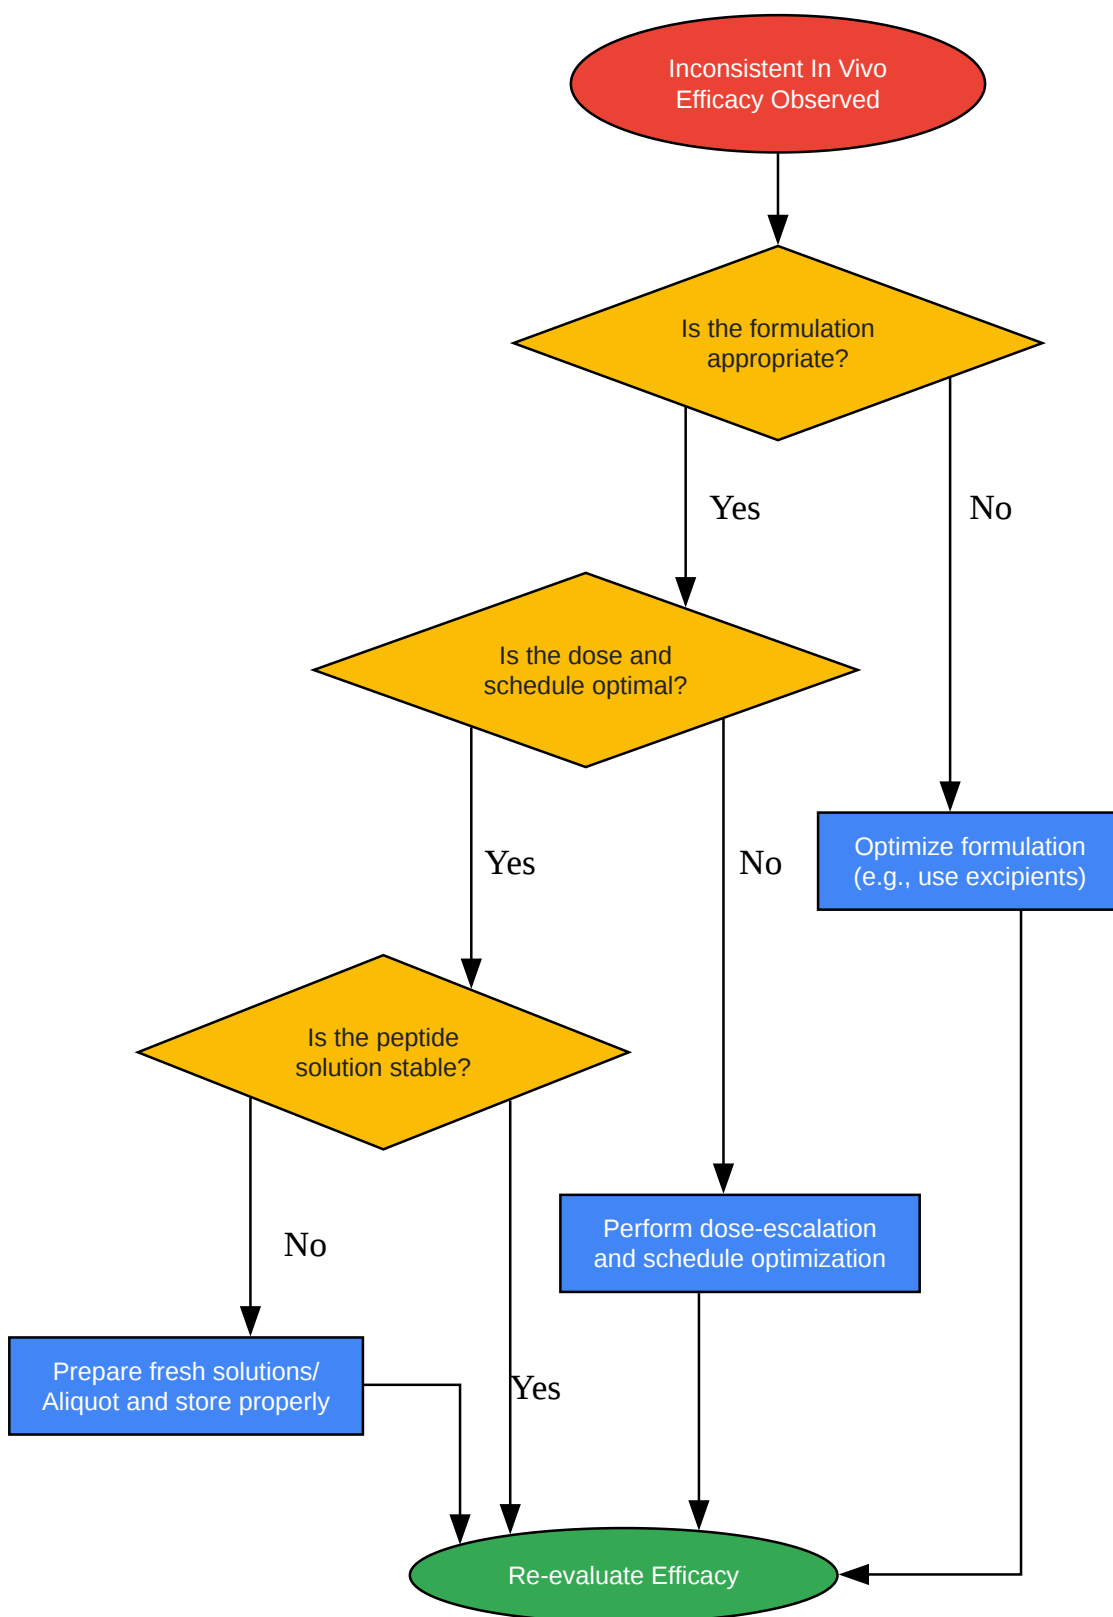 Inconsistent In Vivo
Efficacy Observed
Is the formulation
appropriate?
Yes
No
Is the dose and
schedule optimal?
Yes
No
Optimize formulation
(e.g., use excipients)
Is the peptide
solution stable?
No
Yes
Perform dose-escalation
and schedule optimization
Prepare fresh solutions/
Aliquot and store properly
Re-evaluate Efficacy